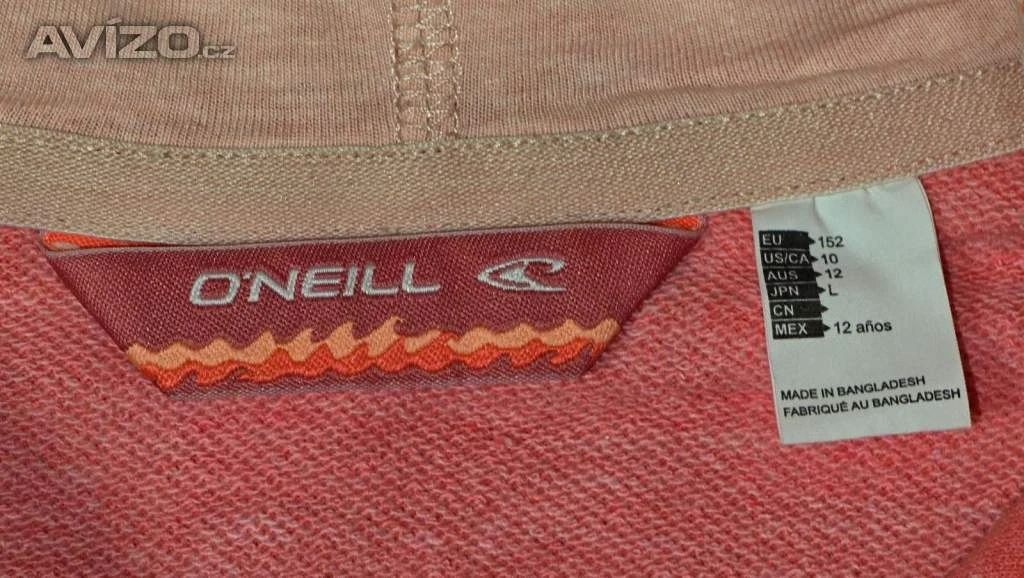 AVÍZO.cz
O'NEILL
EU 152
US/CA 10
AUS 12
JPN L
CN
MEX 12 años
MADE IN BANGLADESH
FABRIQUÉ AU BANGLADESH